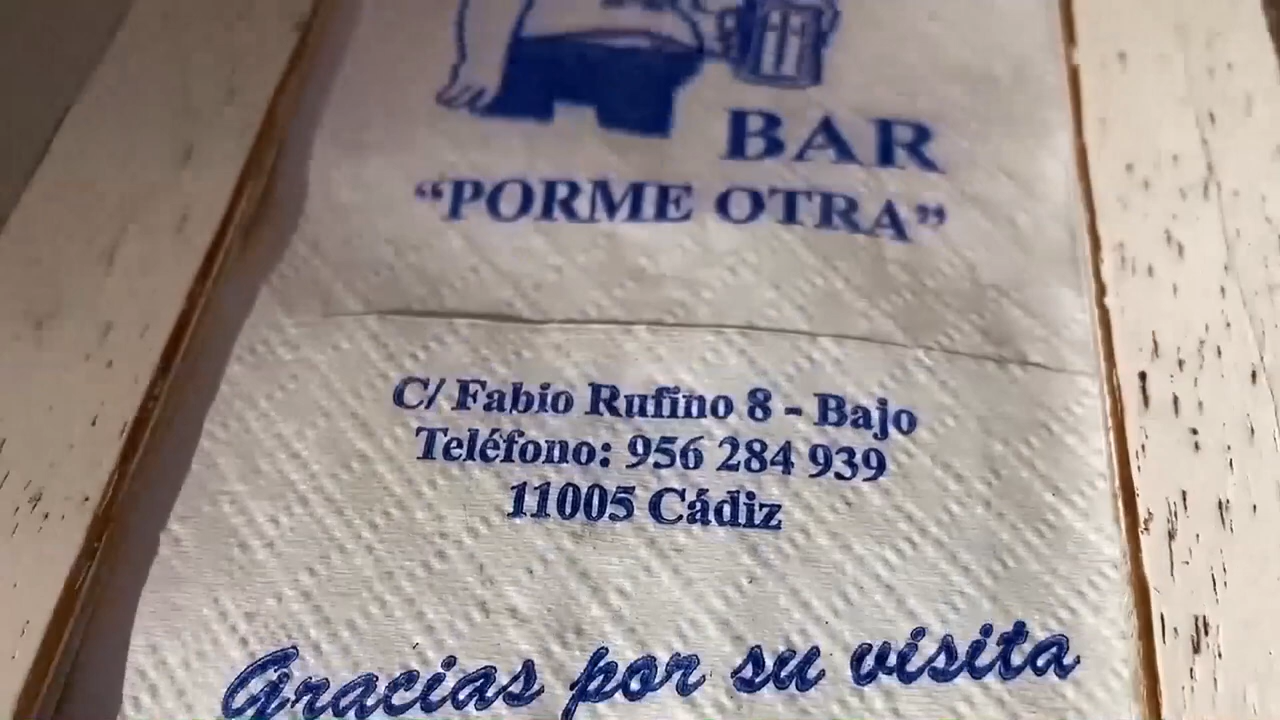 BAR
“PORME OTRA”
C/ Fabio Rufino 8 - Bajo
Teléfono: 956 284 939
11005 Cádiz
Gracias por su visita